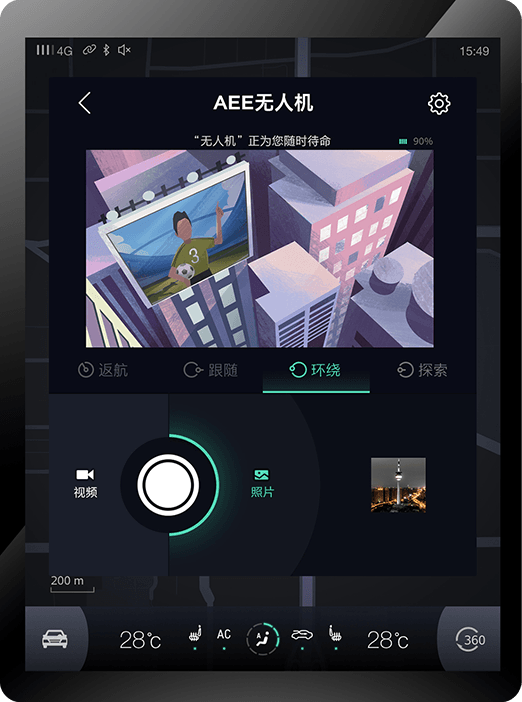 4G
15:49
AEE无人机
“无人机”正为您随时待命
90%
3
返航
跟随
环绕
探索
视频
照片
200 m
28℃
AC
A
28℃
360